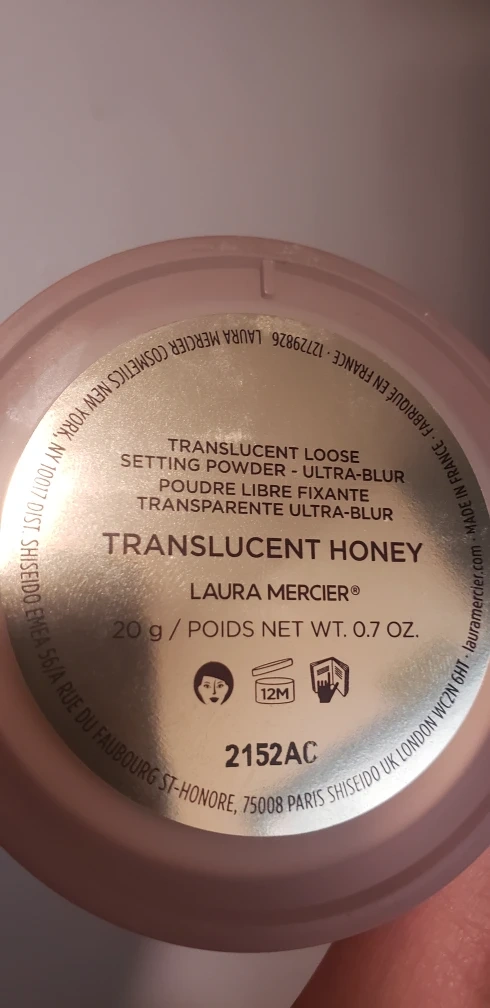 TRANSLUCENT LOOSE
SETTING POWDER - ULTRA-BLUR
POUDRE LIBRE FIXANTE
TRANSPARENTE ULTRA-BLUR
TRANSLUCENT HONEY
LAURA MERCIER®
20 g / POIDS NET WT. 0.7 OZ.
12M
2152AC
LAURA MERCIER COSMETICS NEW YORK, NY 10017 DIST. SHISEIDO EMEA 56/A RUE DU FAUBOURG ST-HONORE, 75008 PARIS SHISEIDO UK LONDON WC2N 6HT · lauramercier.com · MADE IN FRANCE · FABRIQUÉ EN FRANCE · 12729826